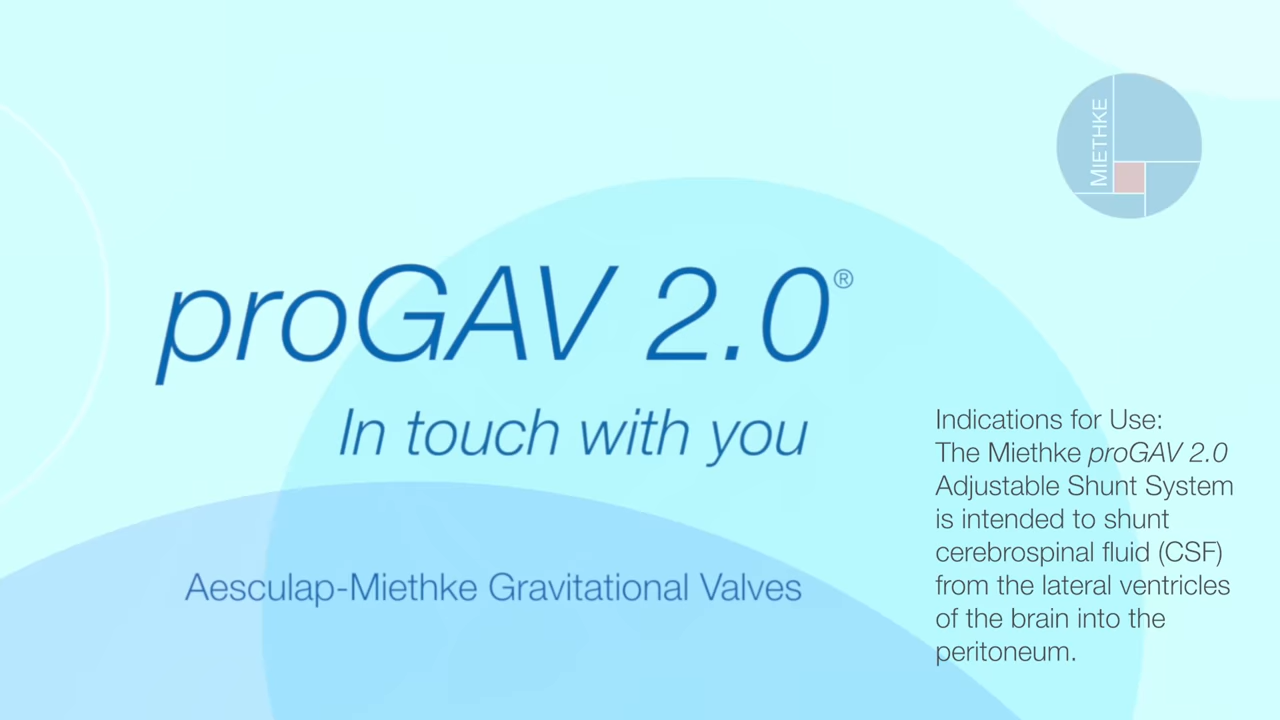 MIETHKE
proGAV 2.0®
In touch with you
Aesculap-Miethke Gravitational Valves
Indications for Use:
The Miethke proGAV 2.0
Adjustable Shunt System
is intended to shunt
cerebrospinal fluid (CSF)
from the lateral ventricles
of the brain into the
peritoneum.